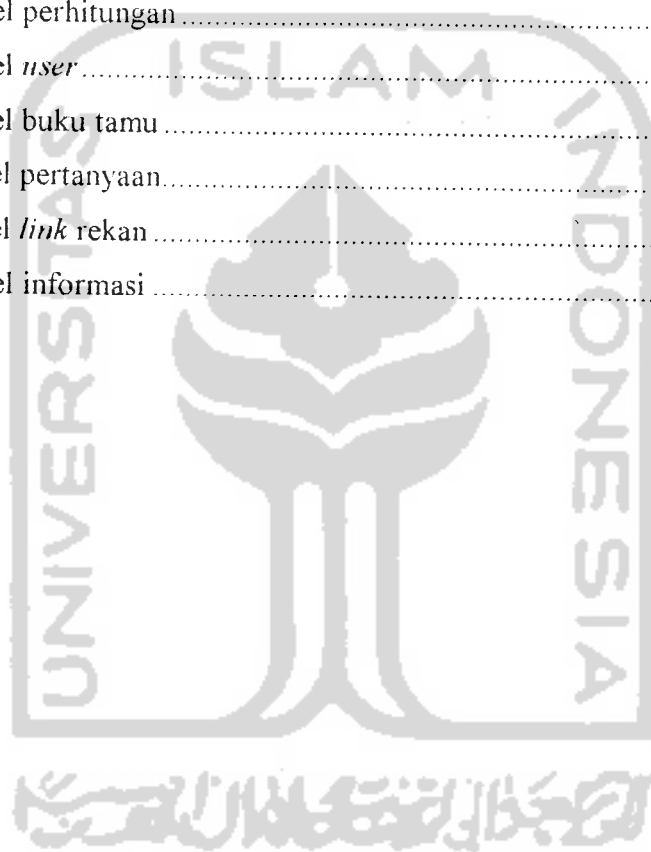 el perhitungan
el user
el buku tamu
el pertanyaan
el link rekan
el informasi
UNIVERSITAS
ISLAM
INDONESIA